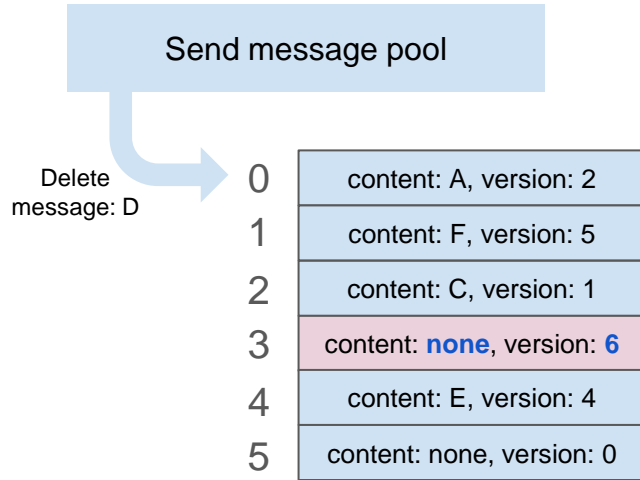 Send message pool
Delete
message: D
0 content: A, version: 2
1 content: F, version: 5
2 content: C, version: 1
3 content: none, version: 6
4 content: E, version: 4
5 content: none, version: 0